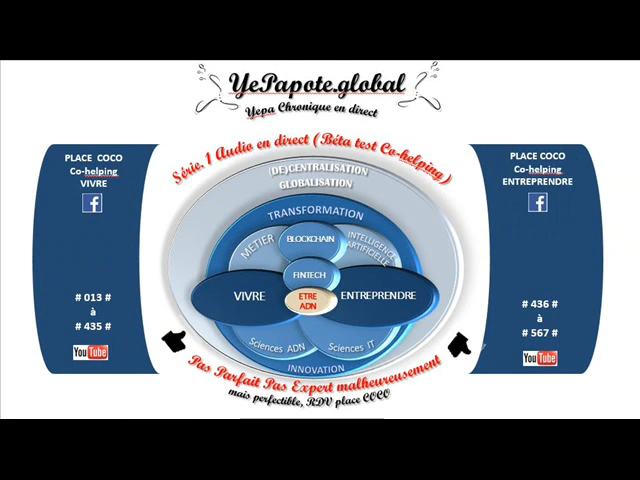 YePapote.global
Yepa Chronique en direct
Série, 1 Audio en direct (Béta test Co-helping)
PLACE COCO
Co-helping
VIVRE
# 013 #
à
# 435 #
YouTube
(DE)CENTRALISATION
GLOBALISATION
TRANSFORMATION
METIER
BLOCKCHAIN
INTELLIGENCE
ARTIFICIELLE
FINTECH
VIVRE
ETRE
ADN
ENTREPRENDRE
Sciences ADN
Sciences IT
INNOVATION
PLACE COCO
Co-helping
ENTREPRENDRE
# 436 #
à
# 567 #
YouTube
Pas Parfait Pas Expert malheureusement
mais perfectible, RDV place COCO